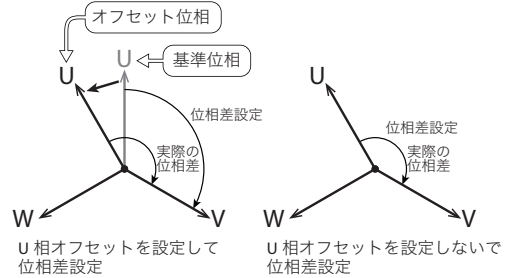 オフセット位相
U
基準位相
U
位相差設定
実際の
位相差
W
V
U 相オフセットを設定して
位相差設定
U
位相差設定
実際の
位相差
W
V
U 相オフセットを設定しないで
位相差設定